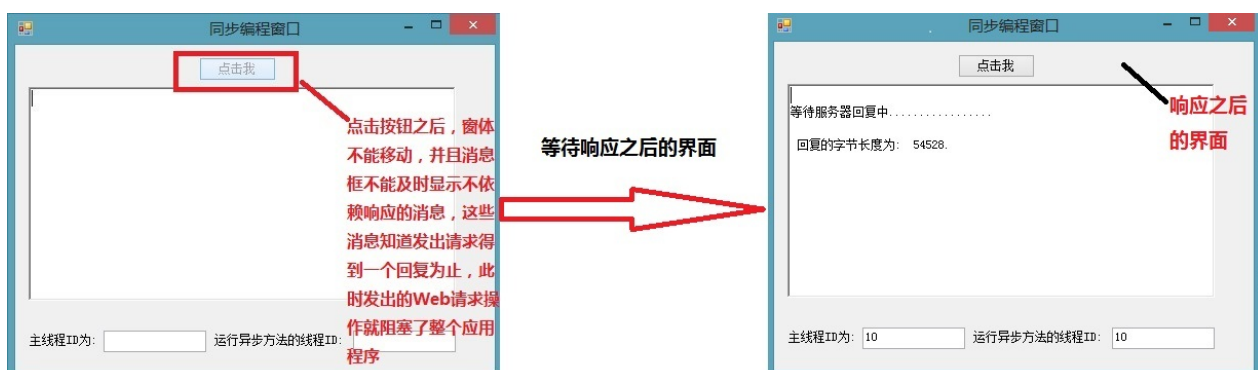 同步编程窗口
点击我
点击按钮之后，窗体
不能移动，并且消息
框不能及时显示不依
赖响应的消息，这些
消息知道发出请求得
到一个回复为止，此
时发出的Web请求操
作就阻塞了整个应用
程序
主线程ID为:
运行异步方法的线程ID:
等待响应之后的界面
同步编程窗口
点击我
等待服务器回复中.................
回复的字节长度为: 54528.
响应之后
的界面
主线程ID为: 10
运行异步方法的线程ID: 10